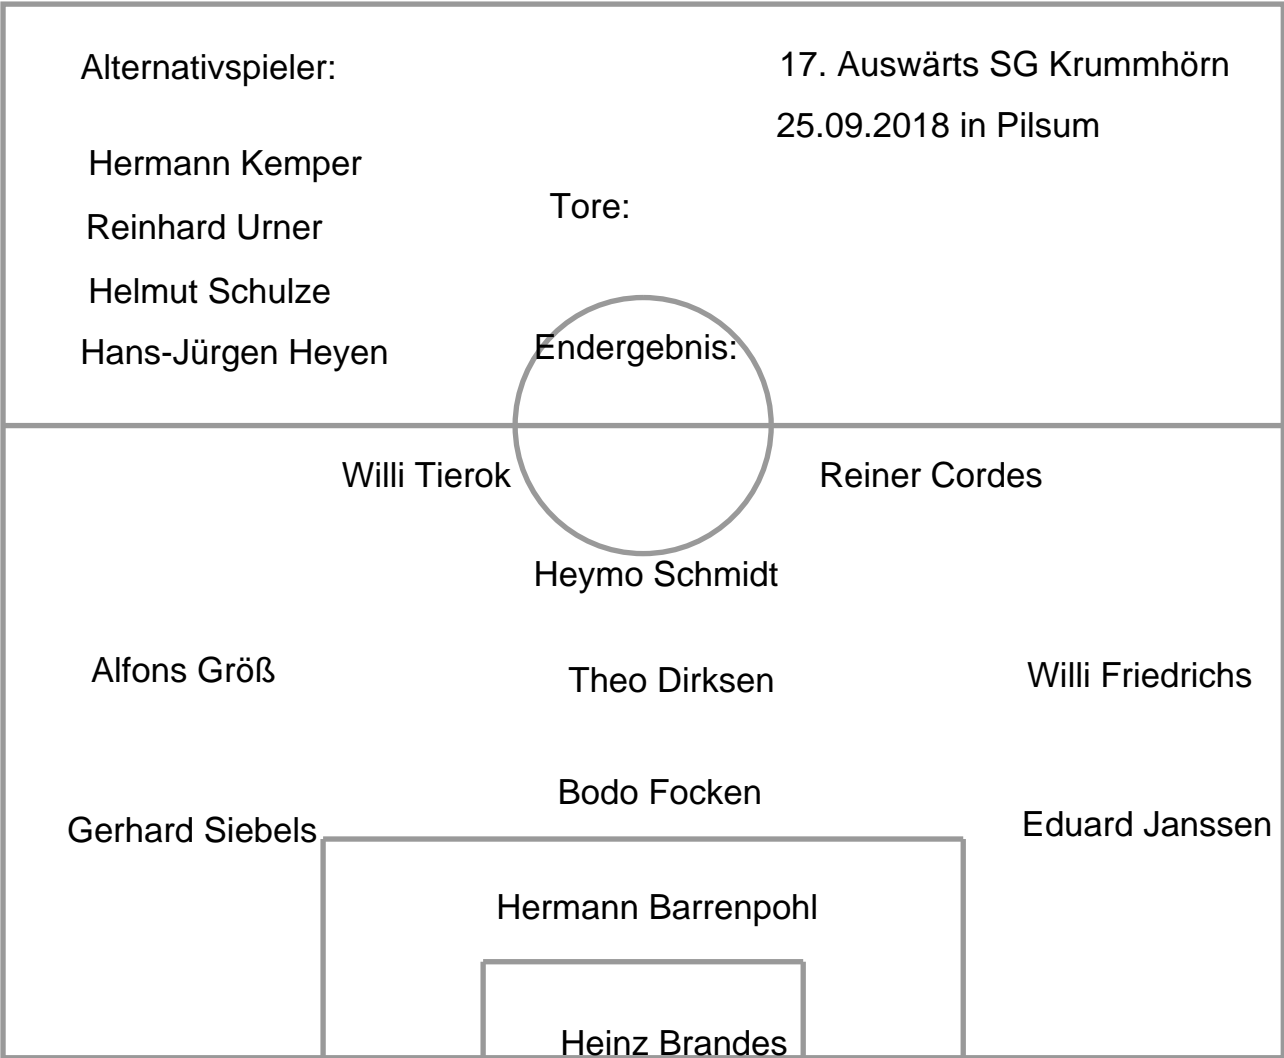 Alternativspieler:
17. Auswärts SG Krummhörn
25.09.2018 in Pilsum
Hermann Kemper
Reinhard Urner
Helmut Schulze
Hans-Jürgen Heyen
Tore:
Endergebnis:
Willi Tierok
Reiner Cordes
Heymo Schmidt
Alfons Größ
Theo Dirksen
Willi Friedrichs
Bodo Focken
Gerhard Siebels
Eduard Janssen
Hermann Barrenpohl
Heinz Brandes